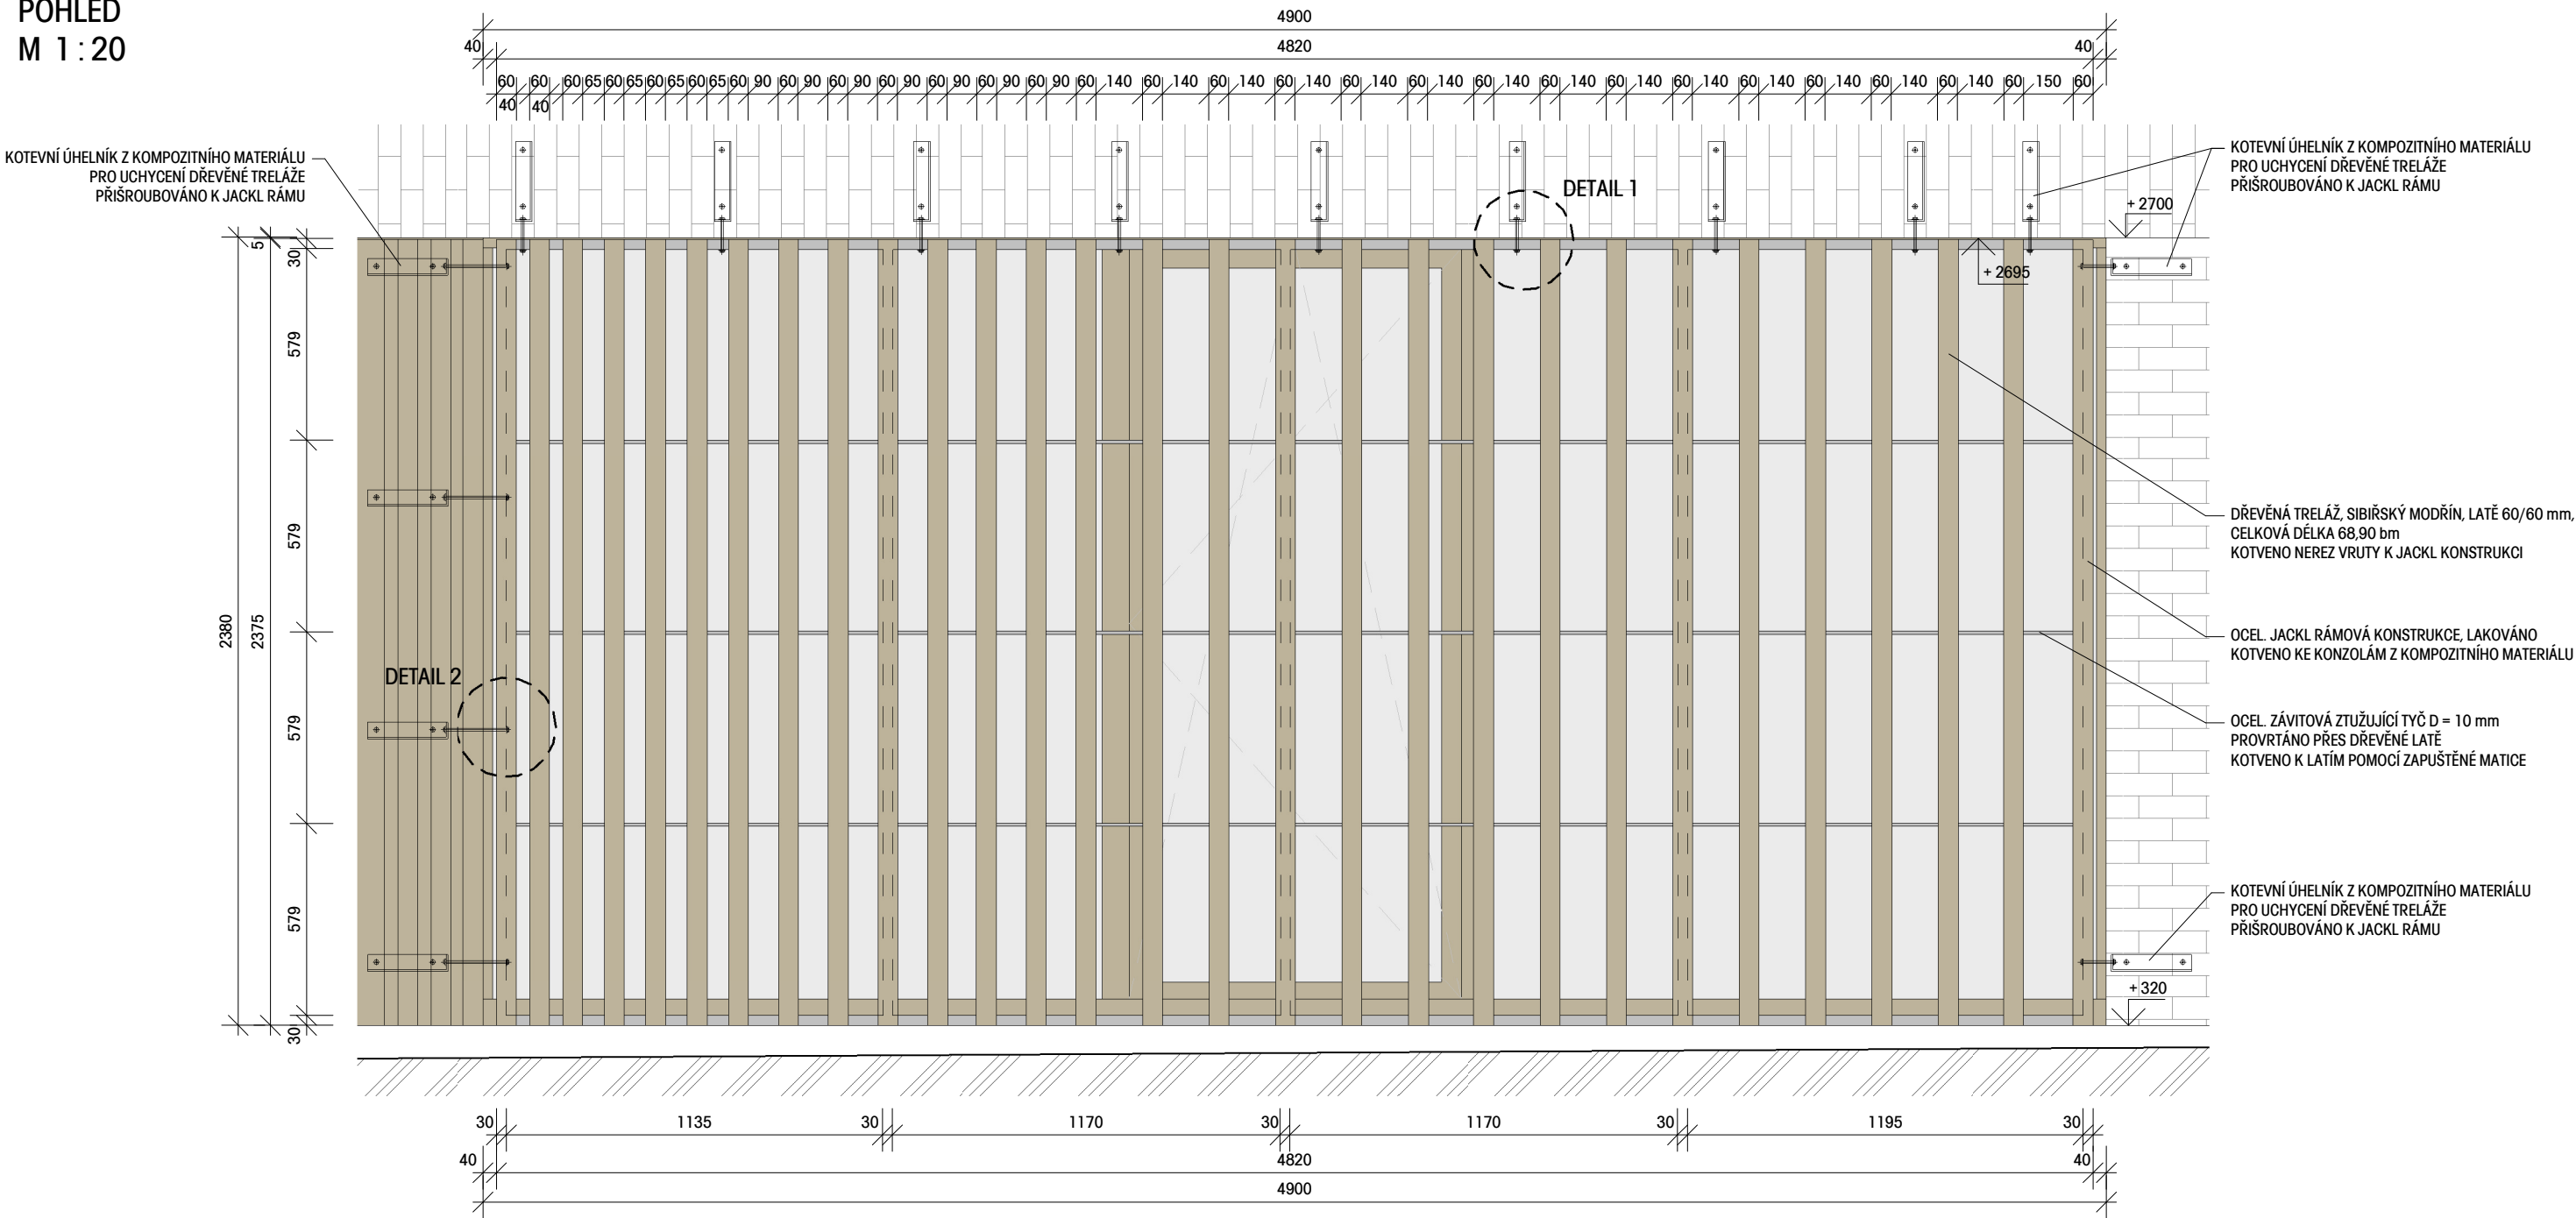 POHLED
M 1 : 20
4900
40 4820 40
60 60 60 65 60 65 60 65 60 65 60 90 60 90 60 90 60 90 60 90 60 90 60 90 60 140 60 140 60 140 60 140 60 140 60 140 60 140 60 140 60 140 60 140 60 140 60 140 60 140 60 140 60 150 60
40 40
KOTEVNÍ ÚHELNÍK Z KOMPOZITNÍHO MATERIÁLU
PRO UCHYCENÍ DŘEVĚNÉ TRELÁŽE
PŘIŠROUBOVÁNO K JACKL RÁMU
KOTEVNÍ ÚHELNÍK Z KOMPOZITNÍHO MATERIÁLU
PRO UCHYCENÍ DŘEVĚNÉ TRELÁŽE
PŘIŠROUBOVÁNO K JACKL RÁMU
DETAIL 1
+ 2700
+ 2695
5
30
579
579
579
579
30
2380
2375
DETAIL 2
DŘEVĚNÁ TRELÁŽ, SIBIŘSKÝ MODŘÍN, LATĚ 60/60 mm,
CELKOVÁ DÉLKA 68,90 bm
KOTVENO NEREZ VRUTY K JACKL KONSTRUKCI
OCEL. JACKL RÁMOVÁ KONSTRUKCE, LAKOVÁNO
KOTVENO KE KONZOLÁM Z KOMPOZITNÍHO MATERIÁLU
OCEL. ZÁVITOVÁ ZTUŽUJÍCÍ TYČ D = 10 mm
PROVRTÁNO PŘES DŘEVĚNÉ LATĚ
KOTVENO K LATÍM POMOCÍ ZAPUŠTĚNÉ MATICE
KOTEVNÍ ÚHELNÍK Z KOMPOZITNÍHO MATERIÁLU
PRO UCHYCENÍ DŘEVĚNÉ TRELÁŽE
PŘIŠROUBOVÁNO K JACKL RÁMU
+ 320
30 1135 30 1170 30 1170 30 1195 30
40 4820 40
4900